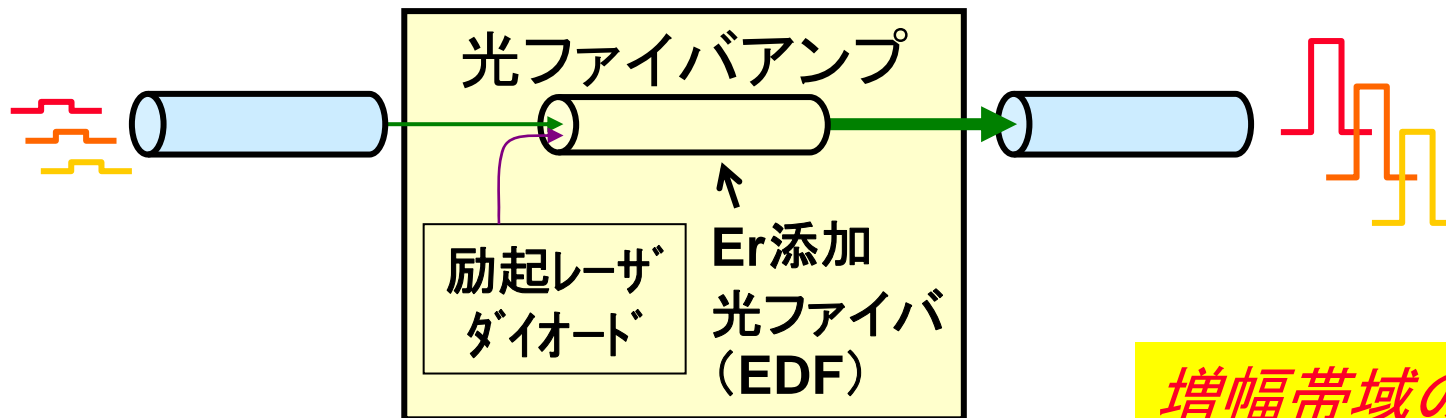 光ファイバアンプ
励起レーザ
ダイオード
Er添加
光ファイバ
（EDF）
増幅帯域の